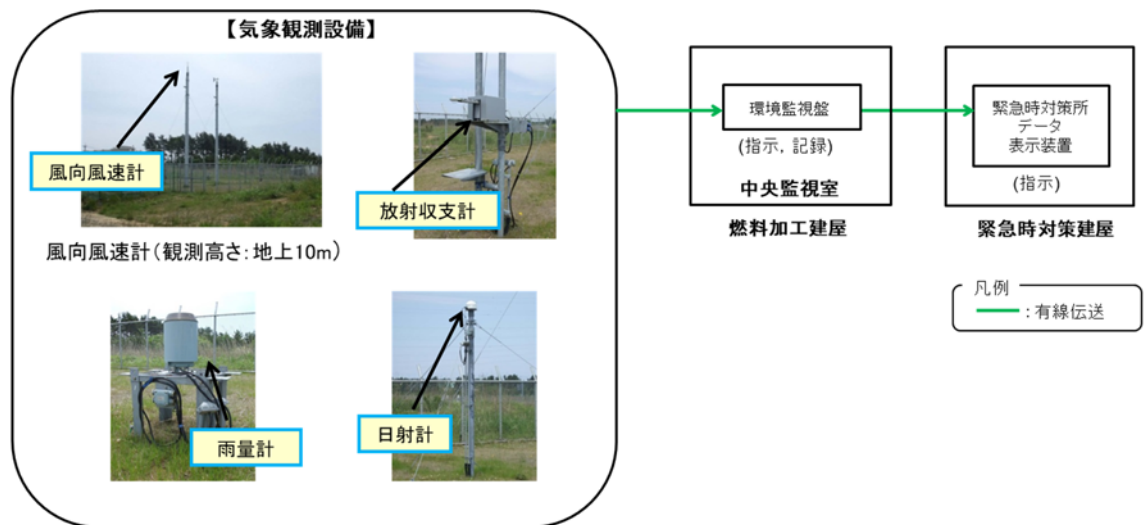 【気象観測設備】
風向風速計
放射収支計
風向風速計(観測高さ:地上10m)
雨量計
日射計
環境監視盤
(指示,記録)
中央監視室
燃料加工建屋
緊急時対策所
データ
表示装置
(指示)
緊急時対策建屋
凡例
:有線伝送